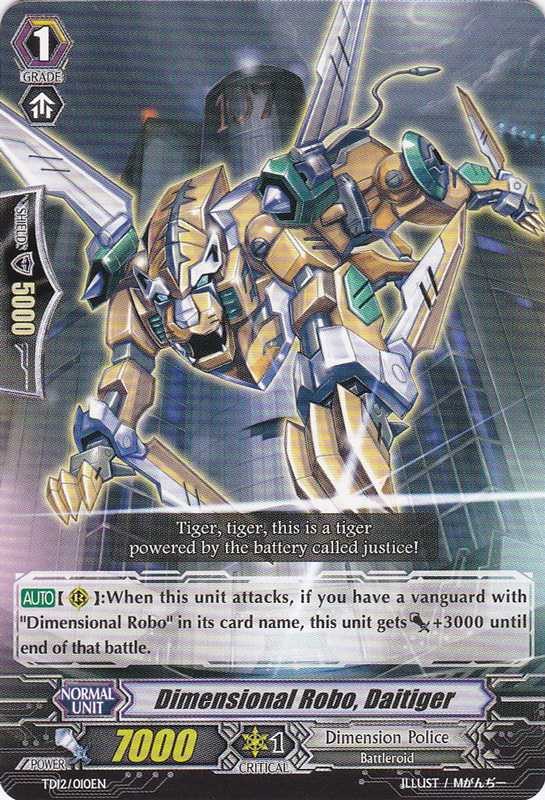 1
GRADE
107
SHIELD
5000
Tiger, tiger, this is a tiger
powered by the battery called justice!
AUTO【 】:When this unit attacks, if you have a vanguard with
"Dimensional Robo" in its card name, this unit gets +3000 until
end of that battle.
NORMAL
UNIT
Dimensional Robo, Daitiger
POWER
7000
1
CRITICAL
Dimension Police
Battleroid
TD12/010EN
ILLUST / Mがんぢー